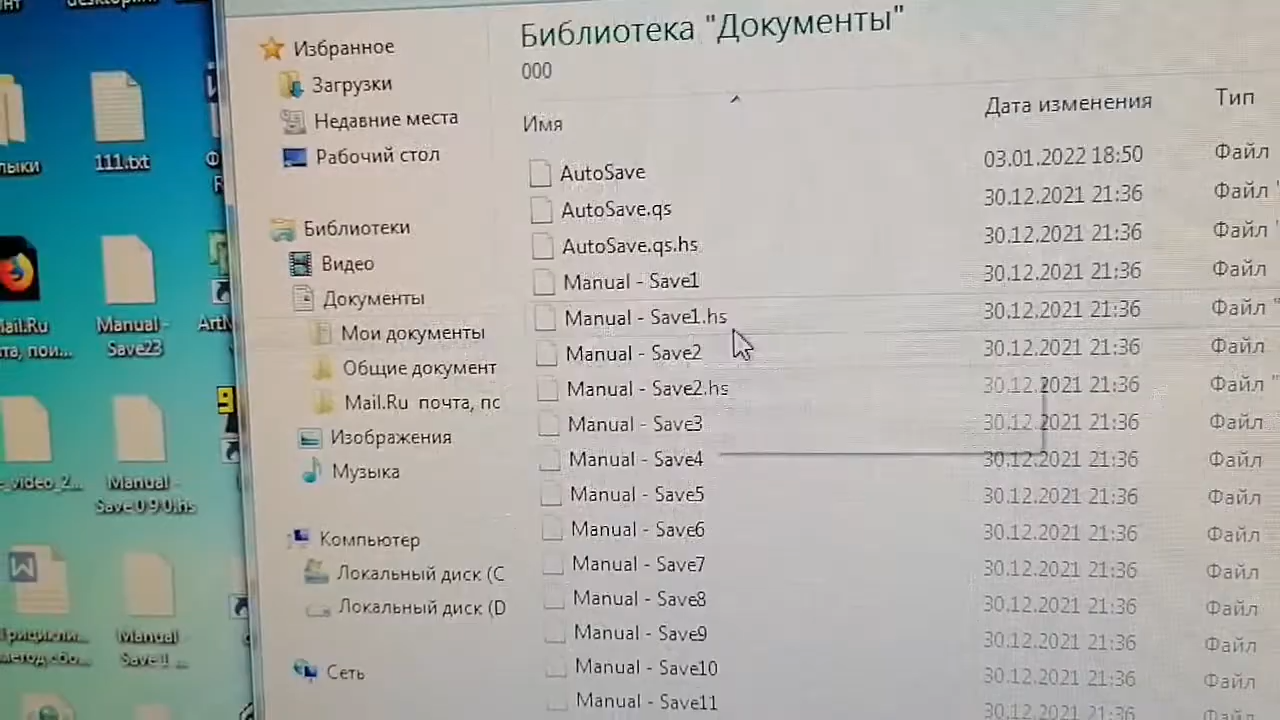 111.txt
Manual -
Save23
Manual -
Save 0.9.0.hs
Manual
Избранное
Загрузки
Недавние места
Рабочий стол
Библиотеки
Видео
Документы
Мои документы
Общие документ
Mail.Ru почта, пс
Изображения
Музыка
Компьютер
Локальный диск (C
Локальный диск (D
Сеть
Библиотека "Документы"
000
Имя Дата изменения Тип
AutoSave 03.01.2022 18:50 Файл
AutoSave.qs 30.12.2021 21:36 Файл
AutoSave.qs.hs 30.12.2021 21:36 Файл
Manual - Save1 30.12.2021 21:36 Файл
Manual - Save1.hs 30.12.2021 21:36 Файл
Manual - Save2 30.12.2021 21:36 Файл
Manual - Save2.hs 30.12.2021 21:36 Файл
Manual - Save3 30.12.2021 21:36 Файл
Manual - Save4 30.12.2021 21:36 Файл
Manual - Save5 30.12.2021 21:36 Файл
Manual - Save6 30.12.2021 21:36 Файл
Manual - Save7 30.12.2021 21:36 Файл
Manual - Save8 30.12.2021 21:36 Файл
Manual - Save9 30.12.2021 21:36 Файл
Manual - Save10 30.12.2021 21:36 Файл
Manual - Save11 30.12.2021 21:36